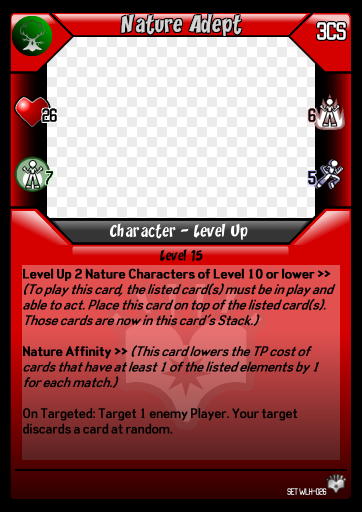 Nature Adept
3CS
26
6
7
5
Character - Level Up
Level 15
Level Up 2 Nature Characters of Level 10 or lower >>
(To play this card, the listed card(s) must be in play and
able to act. Place this card on top of the listed card(s).
Those cards are now in this card's Stack.)
Nature Affinity >> (This card lowers the TP cost of
cards that have at least 1 of the listed elements by 1
for each match.)
On Targeted: Target 1 enemy Player. Your target
discards a card at random.
SET WLH-026